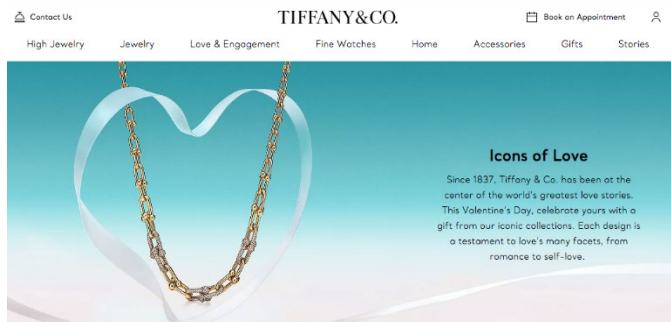 Contact Us
TIFFANY&CO.
Book an Appointment
High Jewelry Jewelry Love & Engagement Fine Watches Home Accessories Gifts Stories
Icons of Love
Since 1837, Tiffany & Co. has been at the
center of the world's greatest love stories.
This Valentine's Day, celebrate yours with a
gift from our iconic collections. Each design is
a testament to love's many facets, from
romance to self-love.